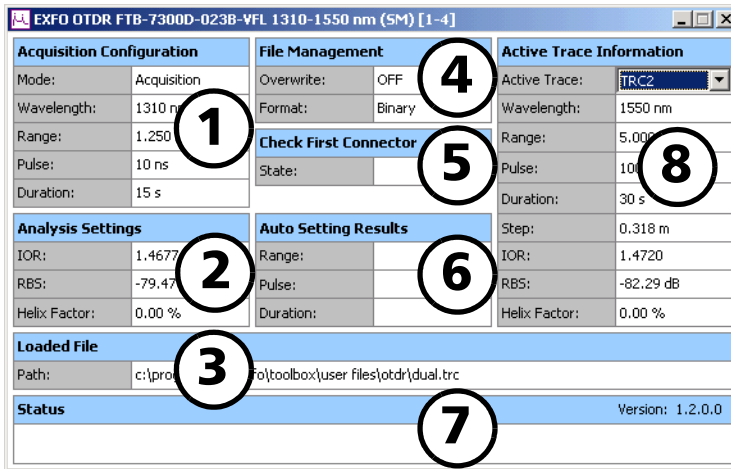 EXFO OTDR FTB-7300D-023B-VFL 1310-1550 nm (SM) [1-4]
Acquisition Configuration
Mode: Acquisition
Wavelength: 1310 nm
Range: 1.250
Pulse: 10 ns
Duration: 15 s
1
Analysis Settings
IOR: 1.4677
RBS: -79.47
Helix Factor: 0.00 %
2
File Management
Overwrite: OFF
Format: Binary
4
Check First Connector
State:
5
Auto Setting Results
Range:
Pulse:
Duration:
6
Active Trace Information
Active Trace: TRC2
Wavelength: 1550 nm
Range: 5.000
Pulse: 100
Duration: 30 s
Step: 0.318 m
IOR: 1.4720
RBS: -82.29 dB
Helix Factor: 0.00 %
8
Loaded File
Path: fo\toolbox\user files\otdr\dual.trc
3
Status Version: 1.2.0.0
7